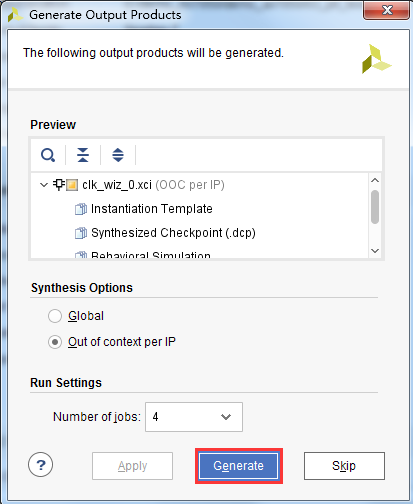 Generate Output Products
The following output products will be generated.
Preview
clk_wiz_0.xci (OOC per IP)
Instantiation Template
Synthesized Checkpoint (.dcp)
Behavioral Simulation
Synthesis Options
Global
Out of context per IP
Run Settings
Number of jobs: 4
? Apply Generate Skip